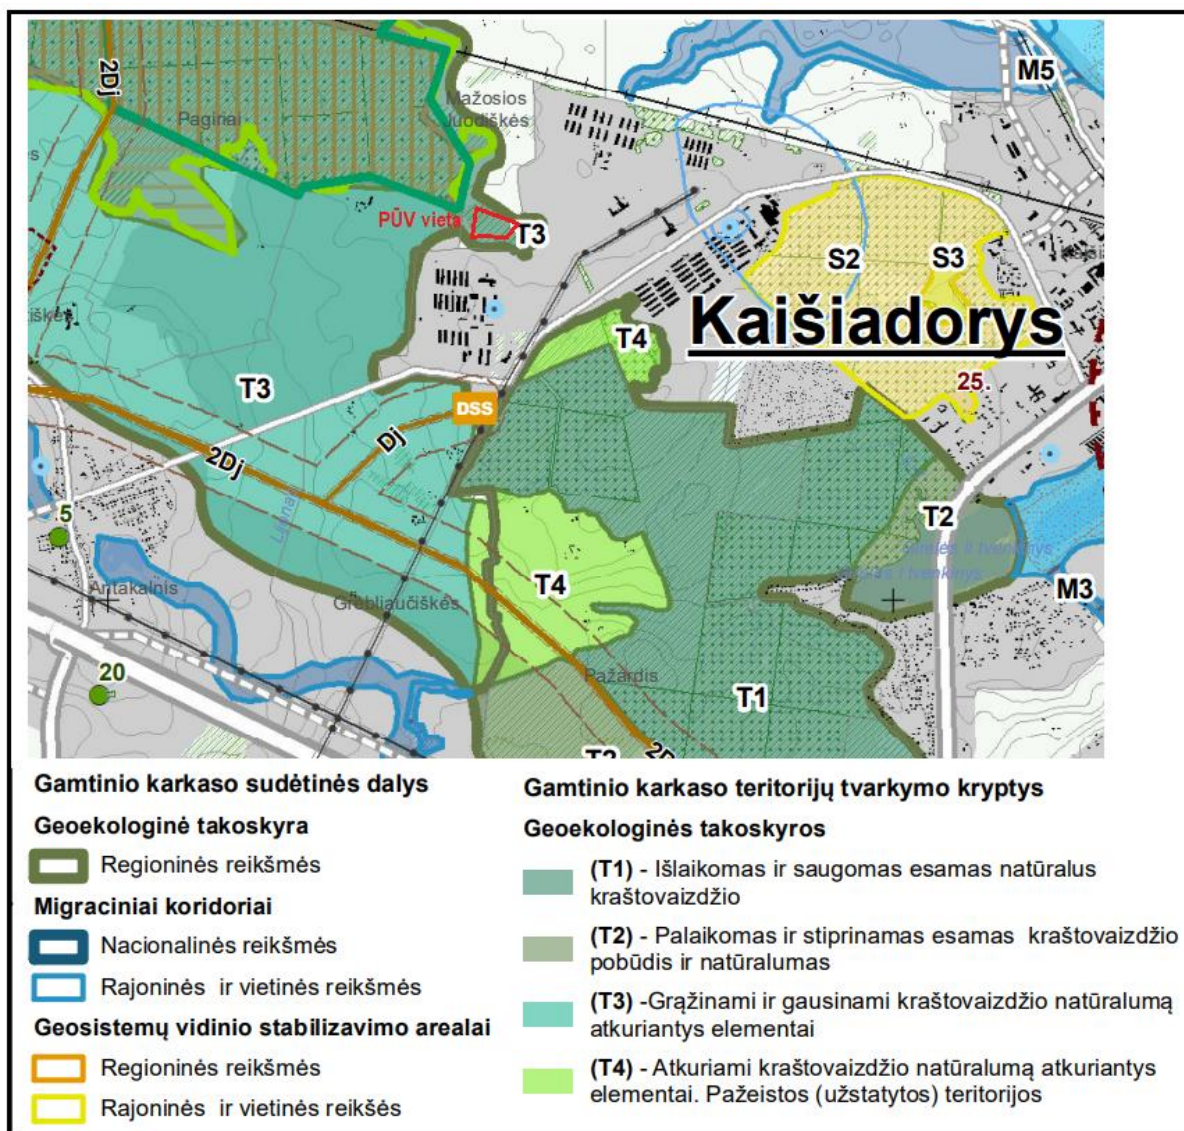 2Dj
Paginiai
Mažosios
Juodiškės
M5
PŪV vieta
T3
S2
S3
Kaišiadorys
T4
25.
T3
DSS
Dj
2Dj
5
T2
Antakalnis
Grėbliaučiškės
T4
M3
20
Pažardis
T1
T2
Gamtinio karkaso sudėtinės dalys
Geoekologinė takoskyra
Regioninės reikšmės
Migraciniai koridoriai
Nacionalinės reikšmės
Rajoninės ir vietinės reikšmės
Geosistemų vidinio stabilizavimo arealai
Regioninės reikšmės
Rajoninės ir vietinės reikšės
Gamtinio karkaso teritorijų tvarkymo kryptys
Geoekologinės takoskyros
(T1) - Išlaikomas ir saugomas esamas natūralus
kraštovaizdžio
(T2) - Palaikomas ir stiprinamas esamas kraštovaizdžio
pobūdis ir natūralumas
(T3) -Grąžinami ir gausinami kraštovaizdžio natūralumą
atkuriantys elementai
(T4) - Atkuriami kraštovaizdžio natūralumą atkuriantys
elementai. Pažeistos (užstatytos) teritorijos